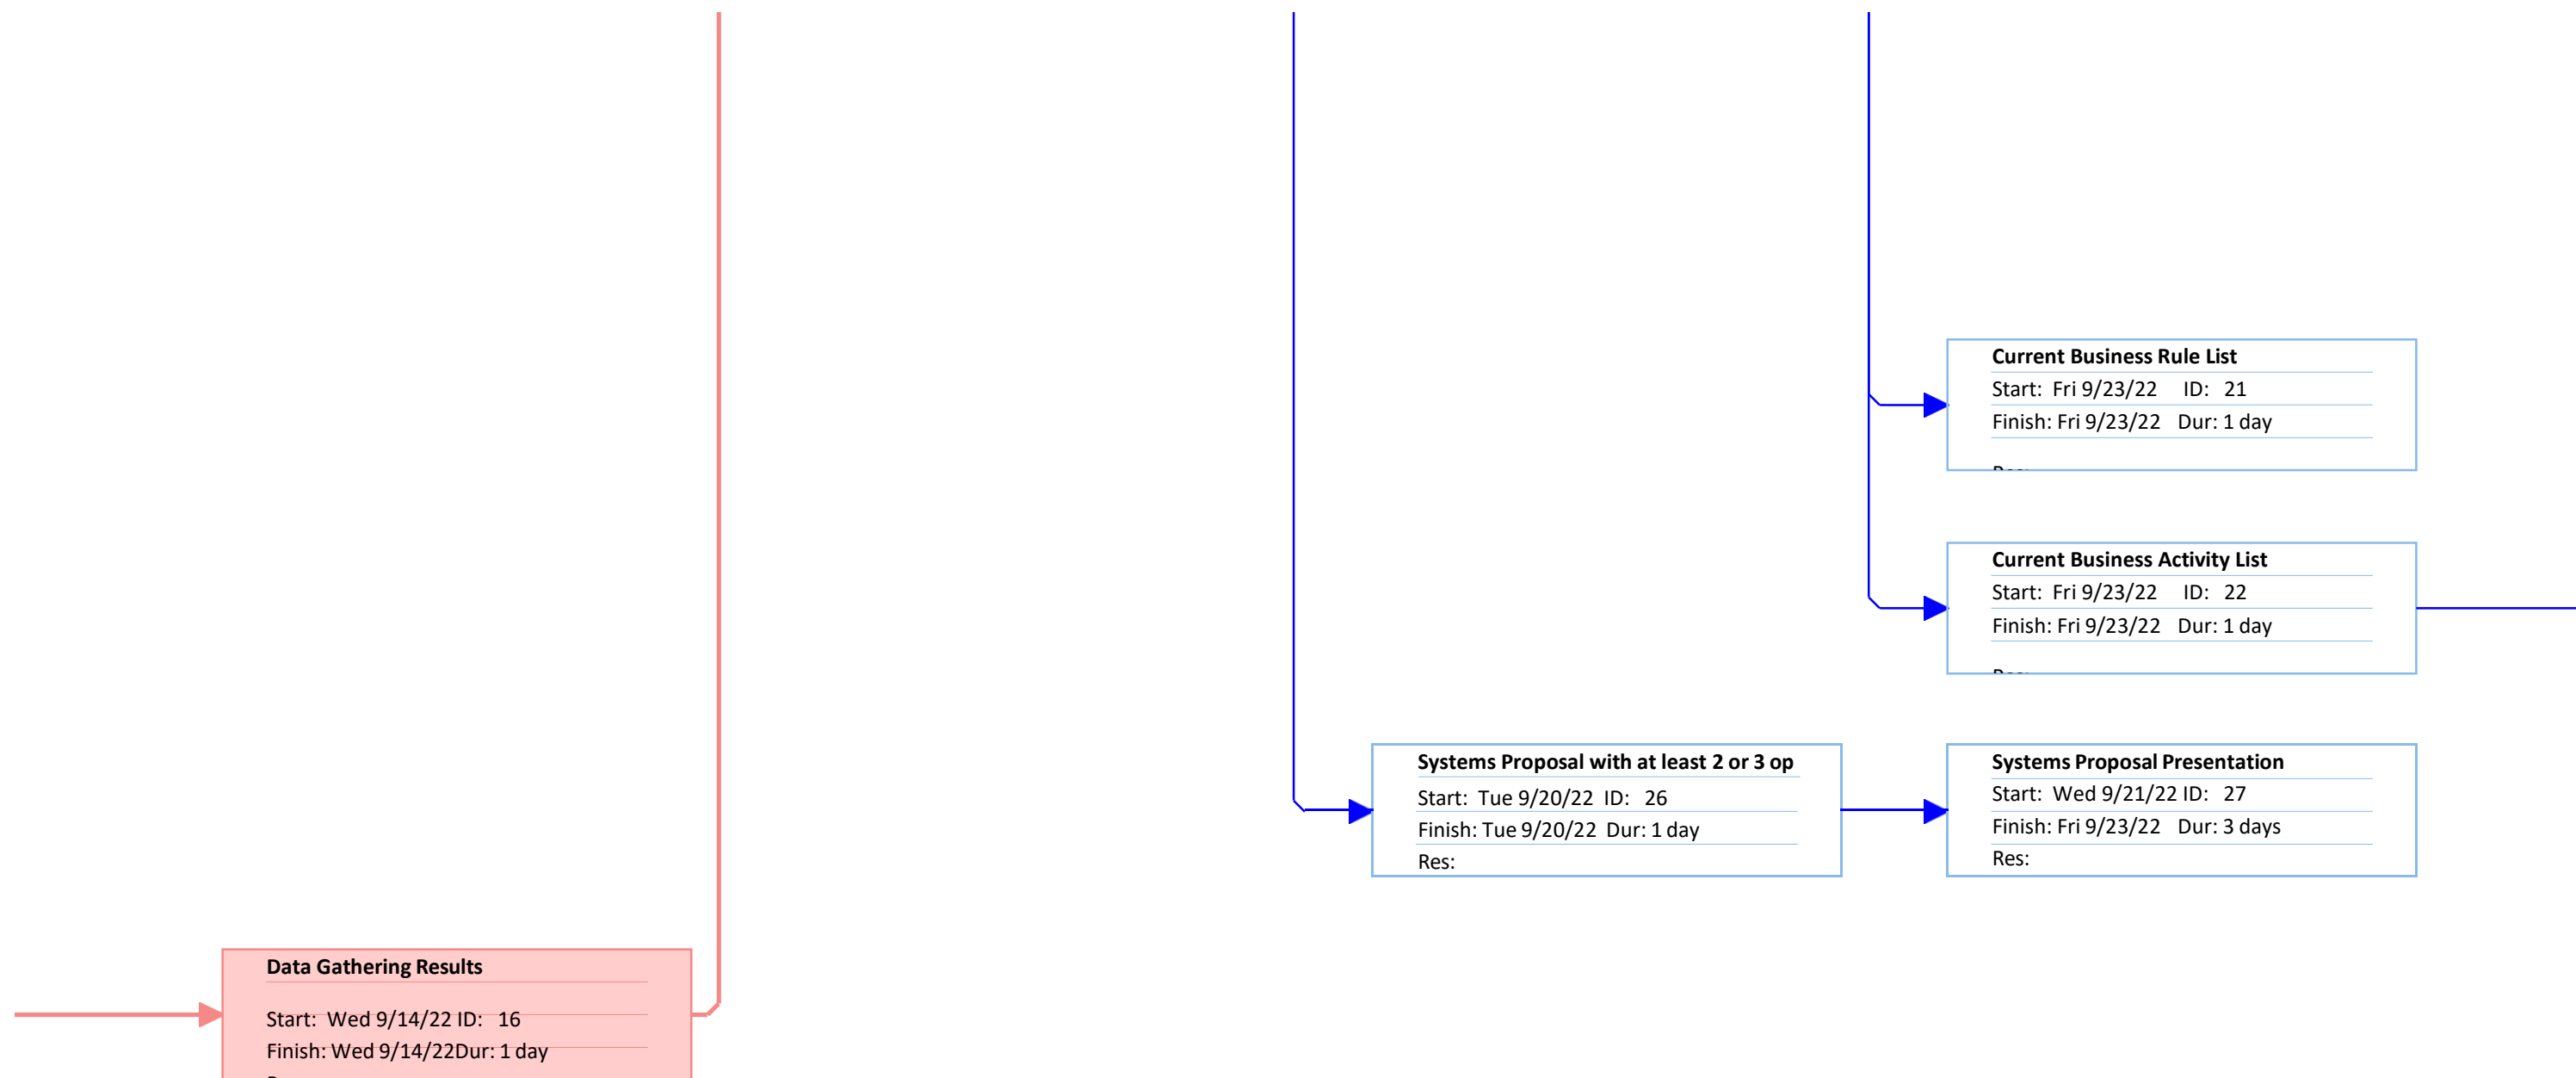 Current Business Rule List
Start: Fri 9/23/22 ID: 21
Finish: Fri 9/23/22 Dur: 1 day
Current Business Activity List
Start: Fri 9/23/22 ID: 22
Finish: Fri 9/23/22 Dur: 1 day
Systems Proposal with at least 2 or 3 op
Start: Tue 9/20/22 ID: 26
Finish: Tue 9/20/22 Dur: 1 day
Res:
Systems Proposal Presentation
Start: Wed 9/21/22 ID: 27
Finish: Fri 9/23/22 Dur: 3 days
Res:
Data Gathering Results
Start: Wed 9/14/22 ID: 16
Finish: Wed 9/14/22Dur: 1 day